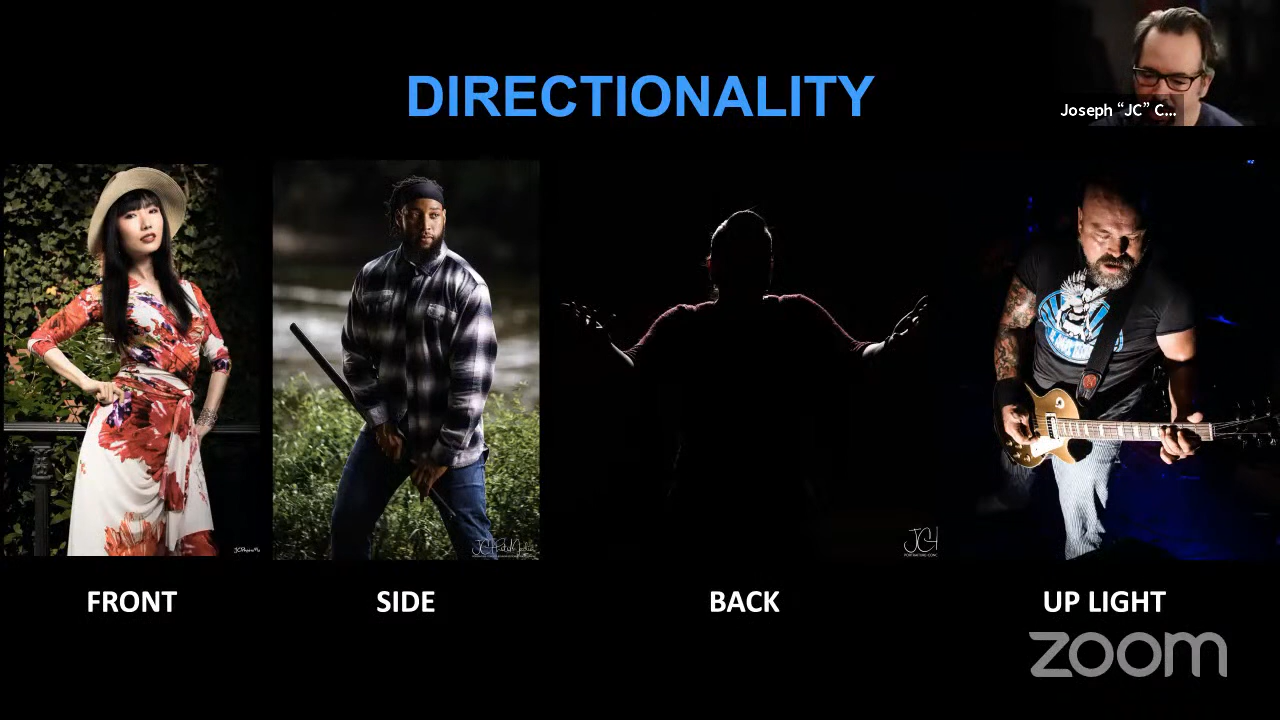 DIRECTIONALITY
Joseph “JC” C...
FRONT
SIDE
BACK
UP LIGHT
zoom